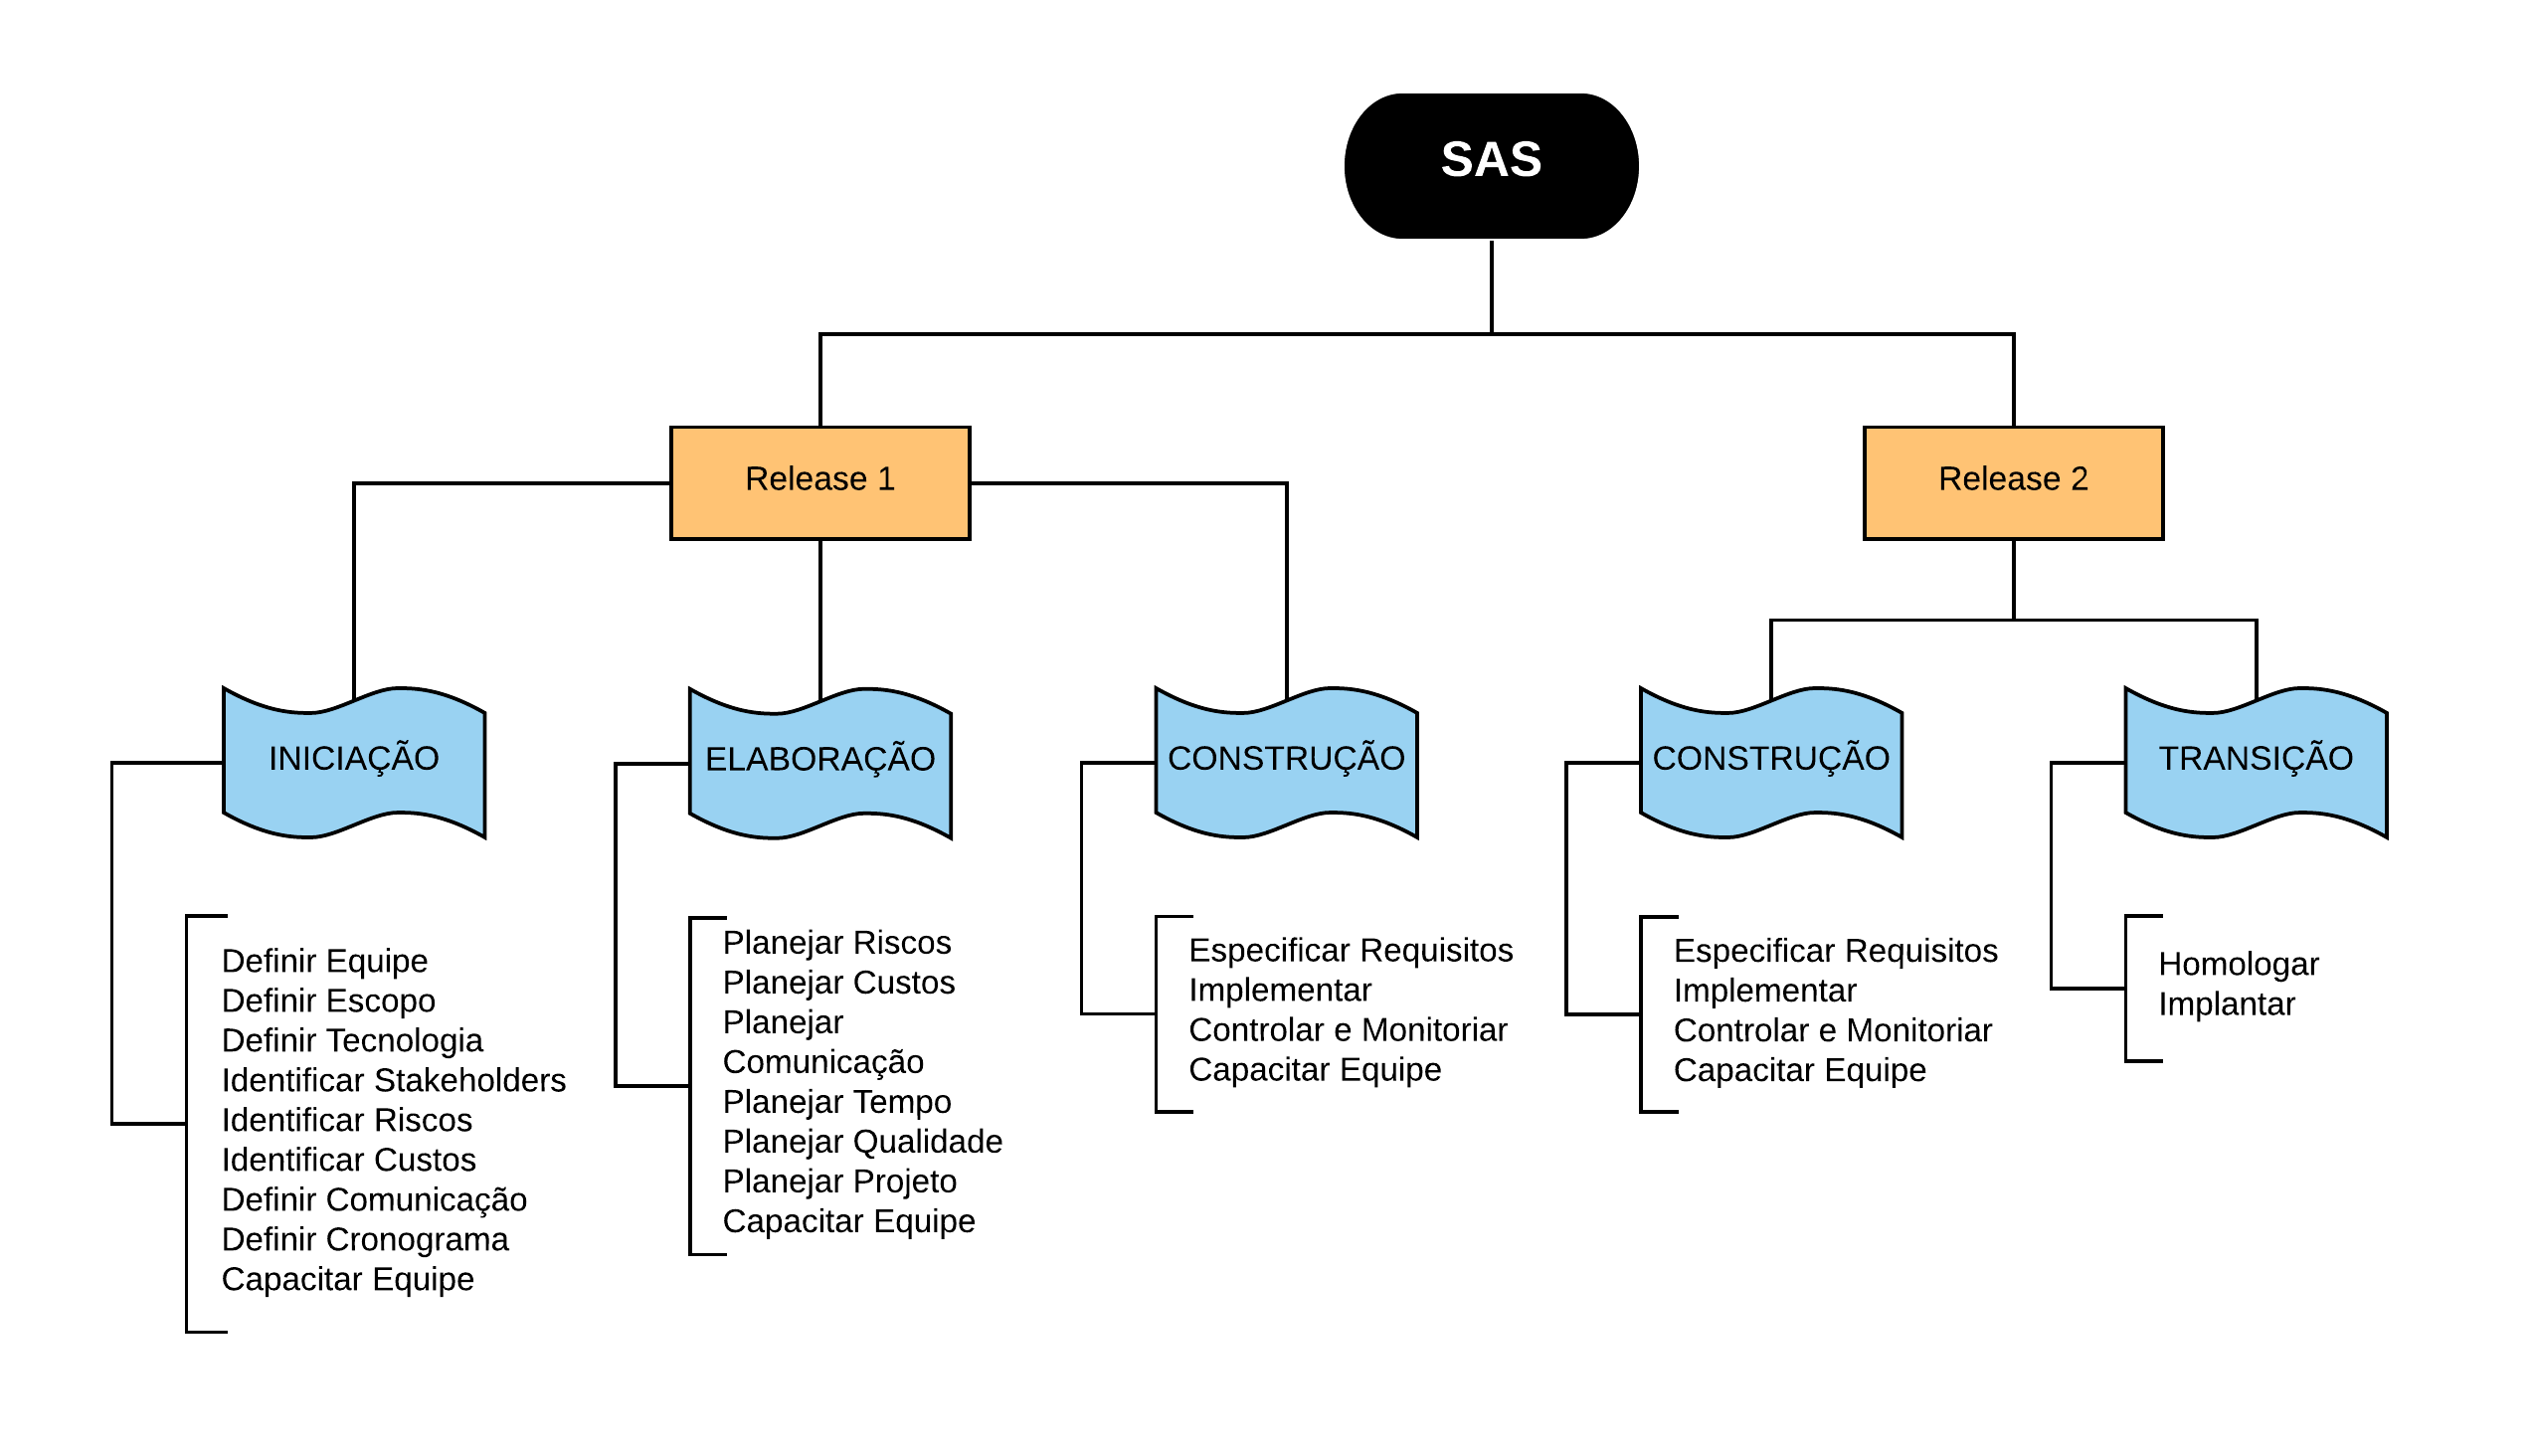 SAS
Release 1
Release 2
INICIAÇÃO
ELABORAÇÃO
CONSTRUÇÃO
CONSTRUÇÃO
TRANSIÇÃO
Definir Equipe
Definir Escopo
Definir Tecnologia
Identificar Stakeholders
Identificar Riscos
Identificar Custos
Definir Comunicação
Definir Cronograma
Capacitar Equipe
Planejar Riscos
Planejar Custos
Planejar
Comunicação
Planejar Tempo
Planejar Qualidade
Planejar Projeto
Capacitar Equipe
Especificar Requisitos
Implementar
Controlar e Monitoriar
Capacitar Equipe
Especificar Requisitos
Implementar
Controlar e Monitoriar
Capacitar Equipe
Homologar
Implantar